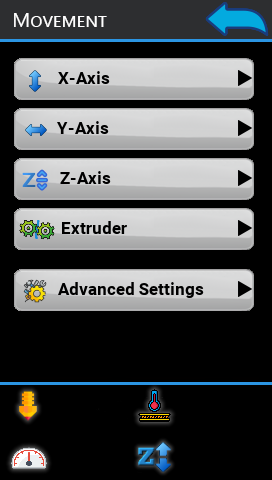 Movement
X-Axis
Y-Axis
Z Z-Axis
Extruder
Advanced Settings
Z